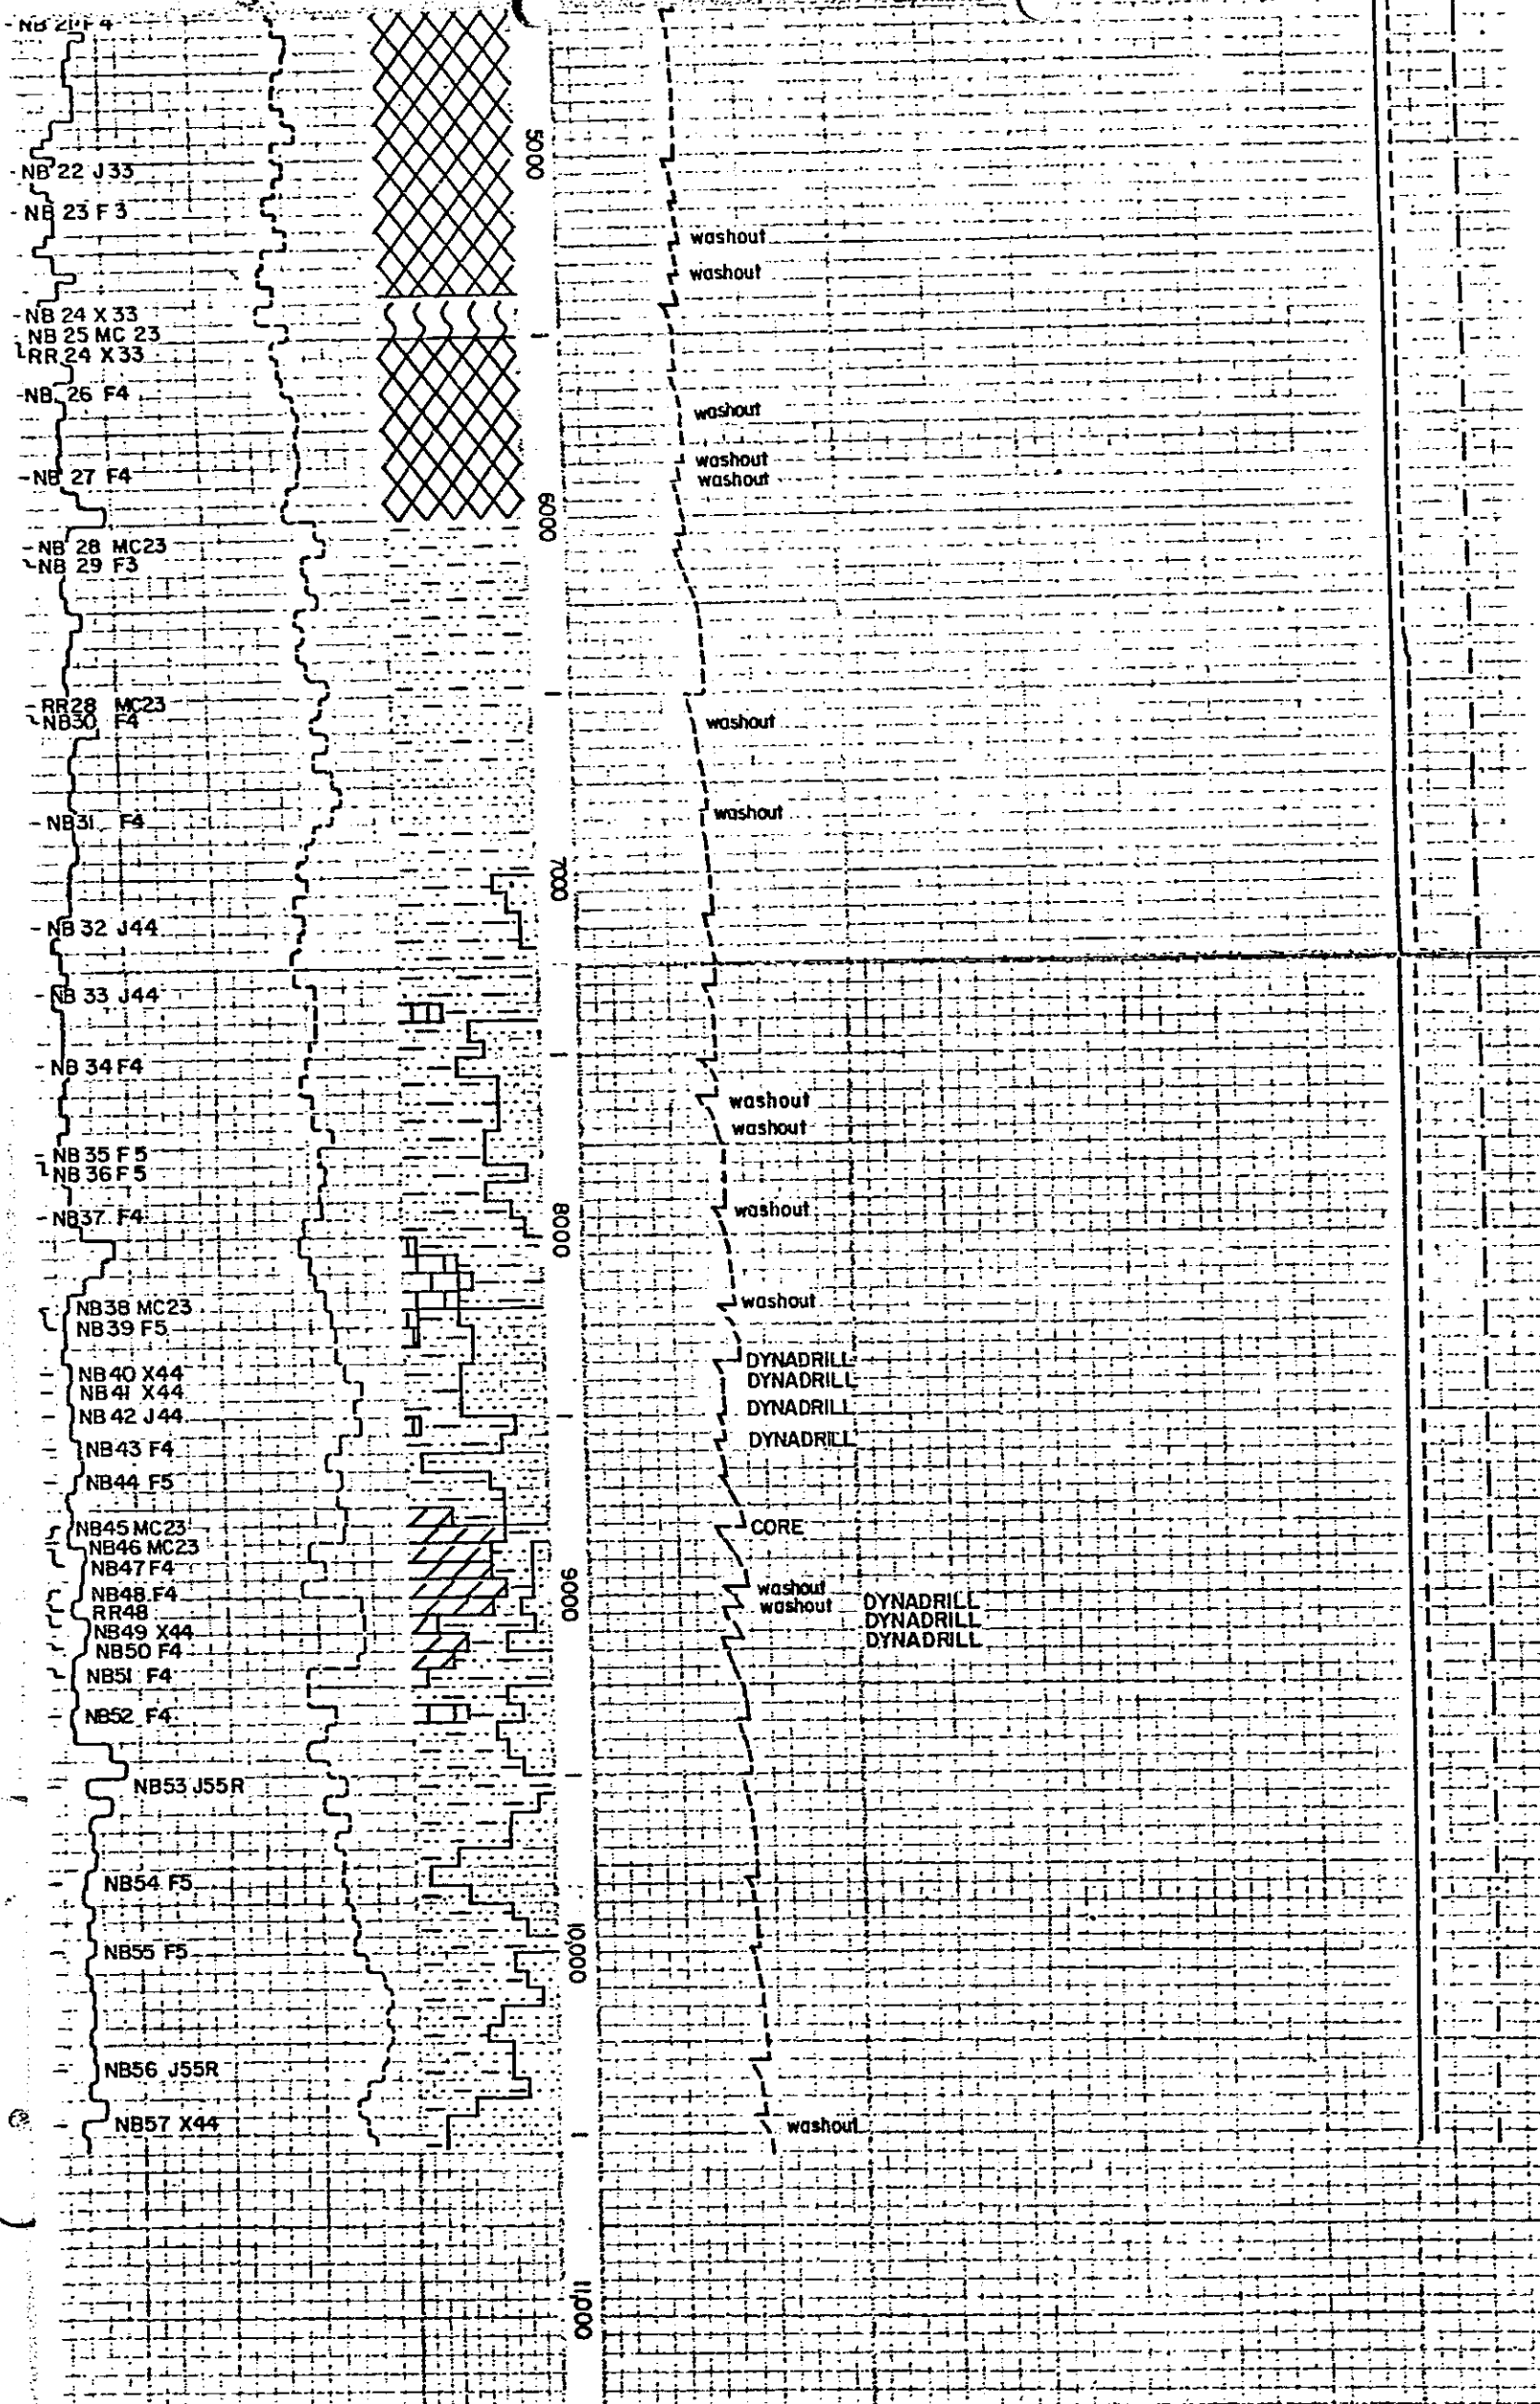 NB 21 F4
5000
NB 22 J33
NB 23 F3
washout
washout
NB 24 X33
NB 25 MC 23
RR 24 X33
NB 26 F4
washout
washout
NB 27 F4
washout
6000
NB 28 MC23
NB 29 F3
RR28 MC23
NB30 F4
washout
washout
NB31 F4
7000
NB 32 J44
NB 33 J44
NB 34 F4
washout
washout
NB 35 F5
NB 36 F5
NB37 F4
washout
8000
NB38 MC23
washout
NB39 F5
DYNADRILL
NB40 X44
DYNADRILL
NB41 X44
DYNADRILL
NB42 J44
DYNADRILL
NB43 F4
NB44 F5
NB45 MC23
CORE
NB46 MC23
NB47 F4
washout
NB48 F4
9000
washout DYNADRILL
RR48
DYNADRILL
NB49 X44
DYNADRILL
NB50 F4
NB51 F4
NB52 F4
NB53 J55R
NB54 F5
NB55 F5
10,000
NB56 J55R
NB57 X44
washout
11,000